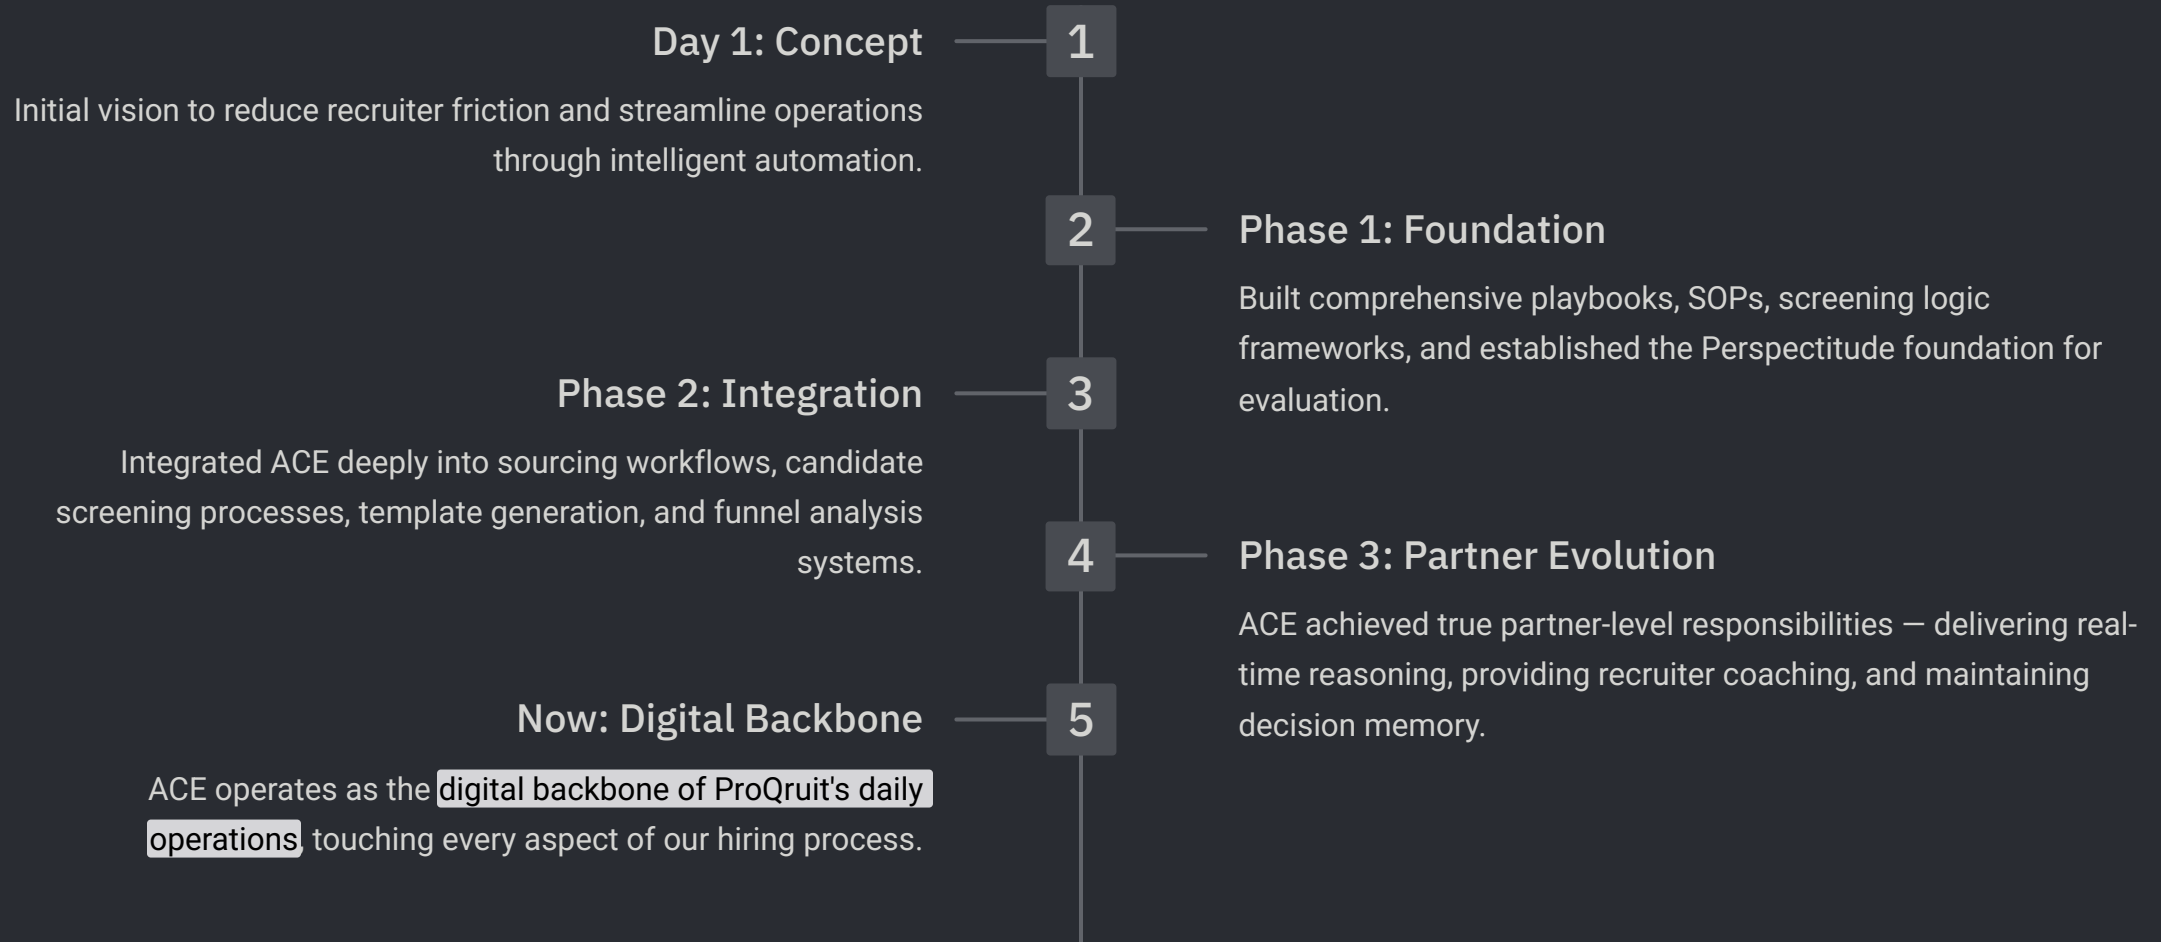 Day 1: Concept
1
Initial vision to reduce recruiter friction and streamline operations
through intelligent automation.
2
Phase 1: Foundation
Built comprehensive playbooks, SOPs, screening logic
frameworks, and established the Perspectitude foundation for
evaluation.
Phase 2: Integration
3
Integrated ACE deeply into sourcing workflows, candidate
screening processes, template generation, and funnel analysis
systems.
4
Phase 3: Partner Evolution
ACE achieved true partner-level responsibilities — delivering real-
time reasoning, providing recruiter coaching, and maintaining
decision memory.
Now: Digital Backbone
5
ACE operates as the digital backbone of ProQruit's daily
operations, touching every aspect of our hiring process.